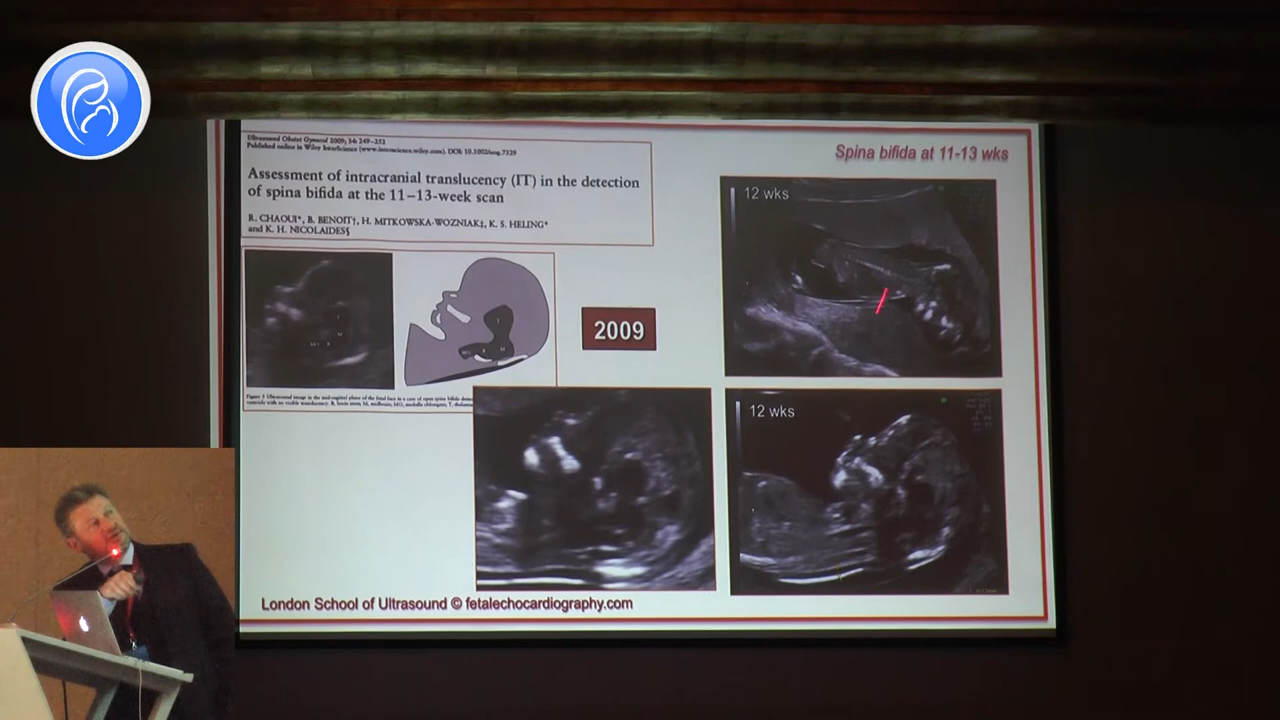 Ultrasound Obstet Gynecol 2009; 34: 249–252
Published online in Wiley InterScience (www.interscience.wiley.com). DOI: 10.1002/uog.7329
Assessment of intracranial translucency (IT) in the detection
of spina bifida at the 11–13-week scan
R. CHAOUI*, B. BENOIT†, H. MITKOWSKA-WOZNIAK‡, K. S. HELING*
and K. H. NICOLAIDES§
Spina bifida at 11-13 wks
12 wks
2009
12 wks
London School of Ultrasound © fetalechocardiography.com